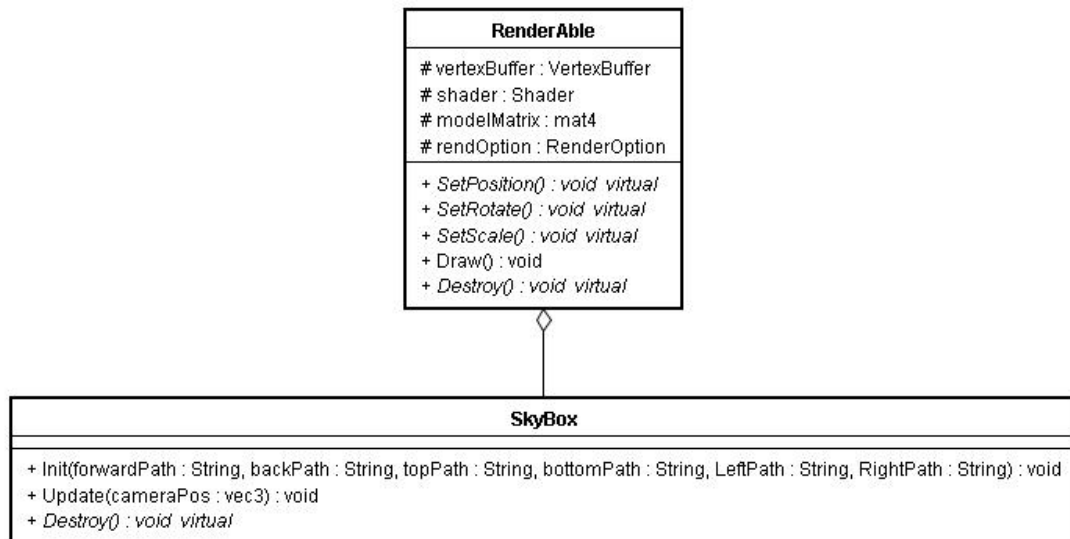 RenderAble
# vertexBuffer : VertexBuffer
# shader : Shader
# modelMatrix : mat4
# rendOption : RenderOption
+ SetPosition() : void virtual
+ SetRotate() : void virtual
+ SetScale() : void virtual
+ Draw() : void
+ Destroy() : void virtual
SkyBox
+ Init(forwardPath : String, backPath : String, topPath : String, bottomPath : String, LeftPath : String, RightPath : String) : void
+ Update(cameraPos : vec3) : void
+ Destroy() : void virtual